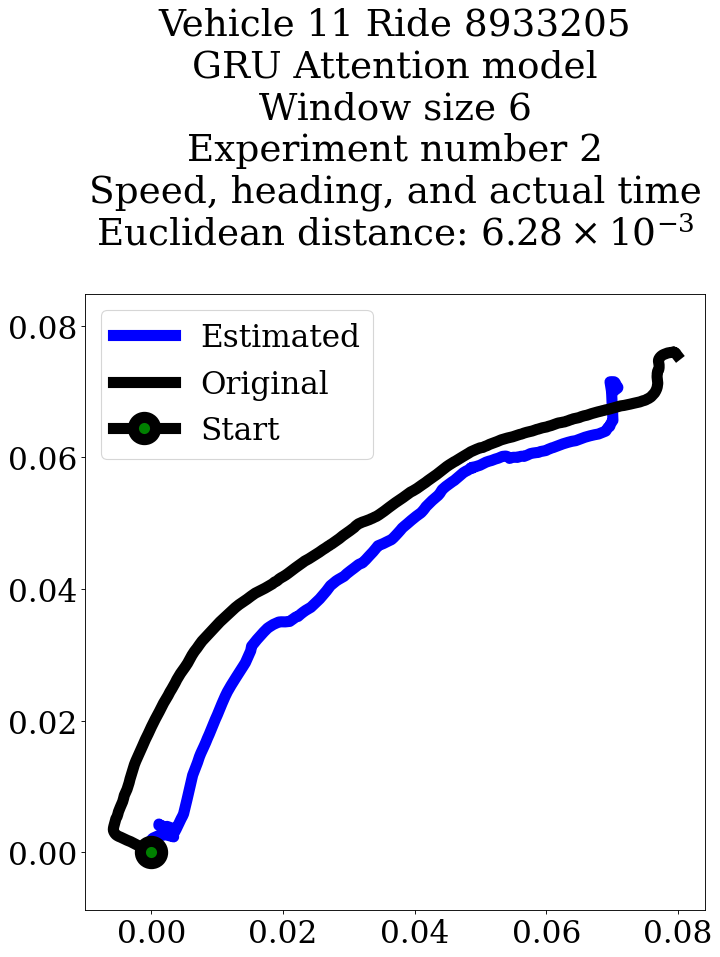 Vehicle 11 Ride 8933205
GRU Attention model
Window size 6
Experiment number 2
Speed, heading, and actual time
Euclidean distance: 6.28 × 10⁻³
Estimated
Original
Start
0.08
0.06
0.04
0.02
0.00
0.00 0.02 0.04 0.06 0.08